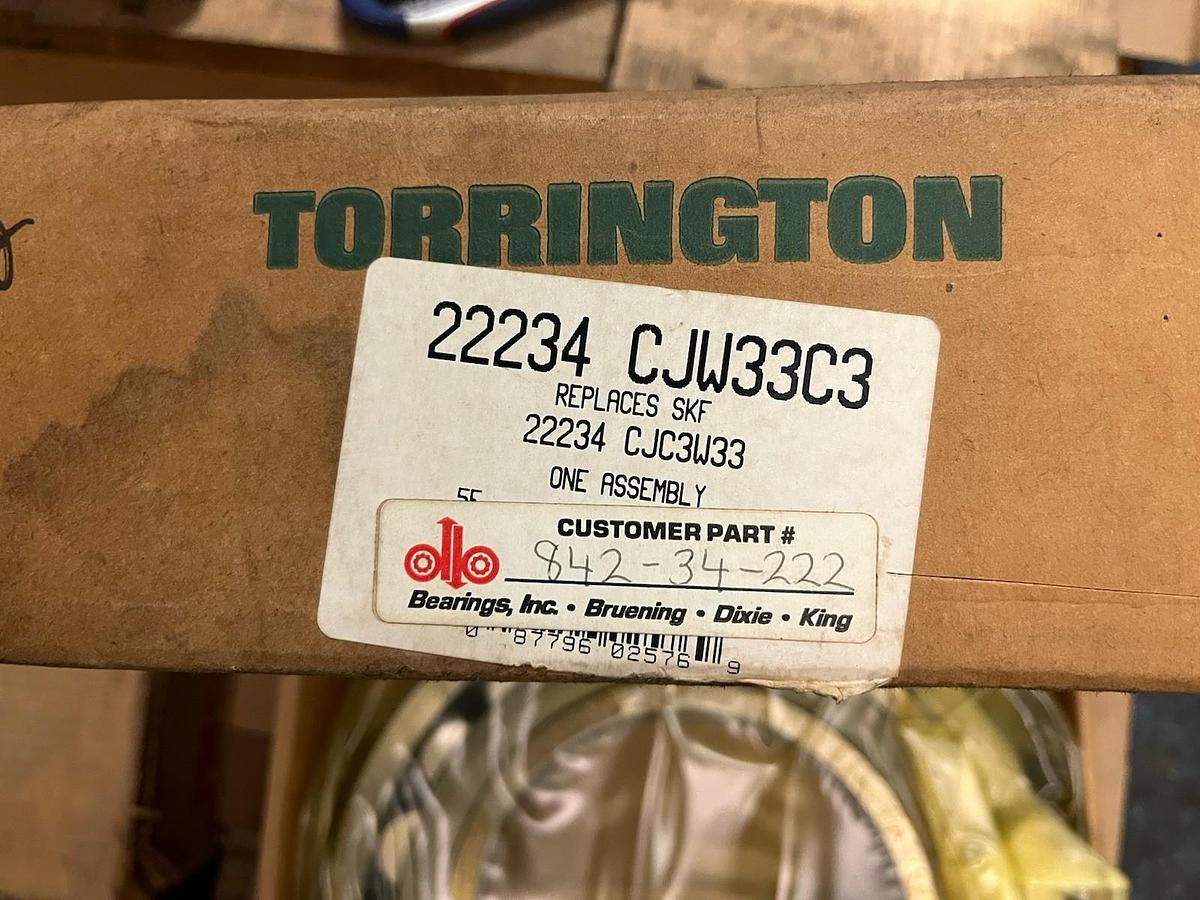 TORRINGTON
22234 CJW33C3
REPLACES SKF
22234 CJC3W33
ONE ASSEMBLY
CUSTOMER PART #
842-34-222
Bearings, Inc. • Bruening • Dixie • King
0 87796 02576 9